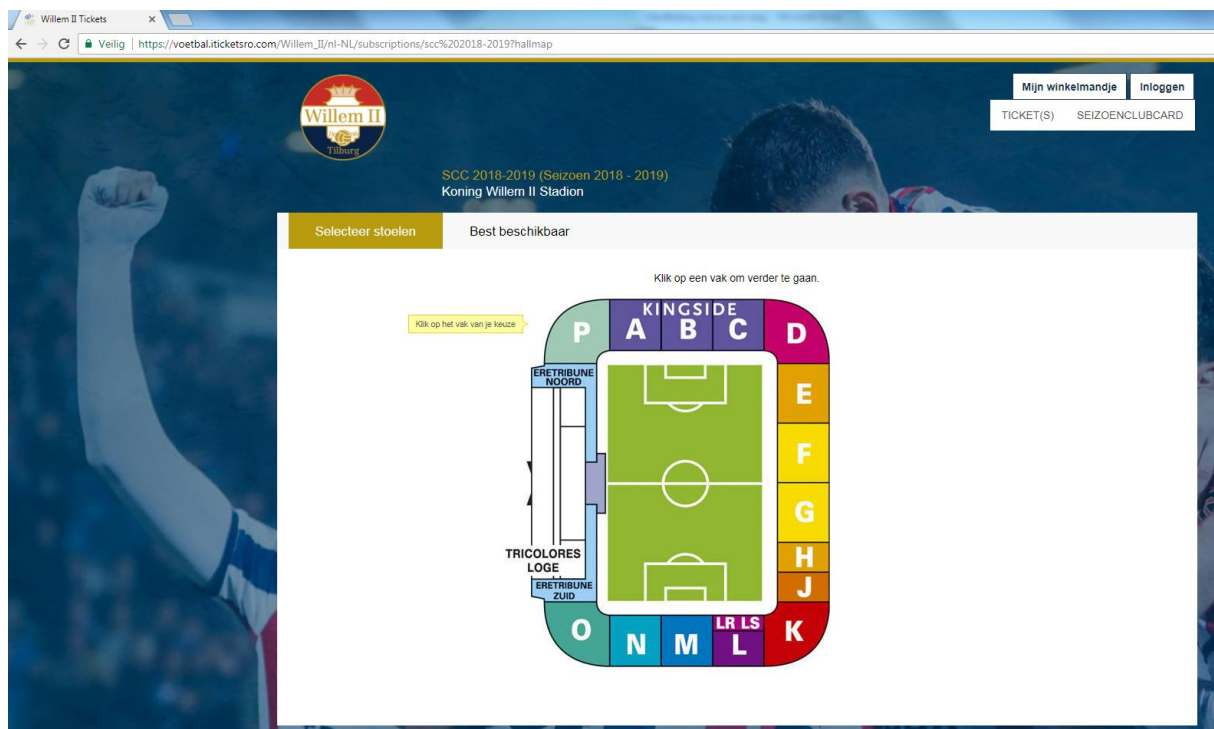 Willem II Tickets
Veilig | https://voetbal.iticketsro.com/Willem_II/nl-NL/subscriptions/scc%202018-2019?hallmap
Willem II
Tilburg
Mijn winkelmandje Inloggen
TICKET(S) SEIZOENCLUBCARD
SCC 2018-2019 (Seizoen 2018 - 2019)
Koning Willem II Stadion
Selecteer stoelen Best beschikbaar
Klik op een vak om verder te gaan.
Klik op het vak van je keuze
KINGSIDE
P A B C D
ERETRIBUNE
NOORD
E
F
G
TRICOLORES
LOGE
H
ERETRIBUNE
ZUID
J
O N M LR LS
L K